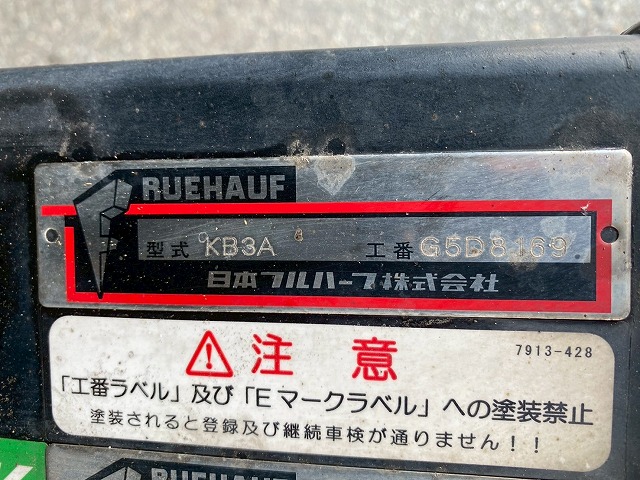 RUEHAUF
型式 KB3A 工番 G5D8169
日本フルハーフ株式会社
注意
7913-428
「工番ラベル」及び「Eマークラベル」への塗装禁止
塗装されると登録及び継続車検が通りません!!
RUEHAUF